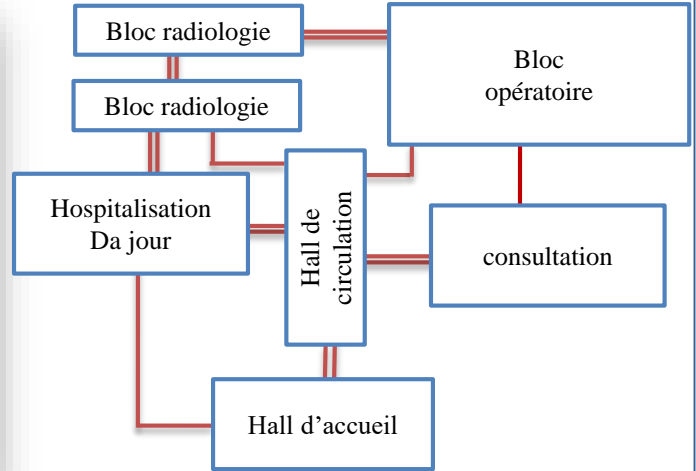 Bloc radiologie
Bloc
opératoire
Bloc radiologie
Hospitalisation
Da jour
Hall de
circulation
consultation
Hall d’accueil